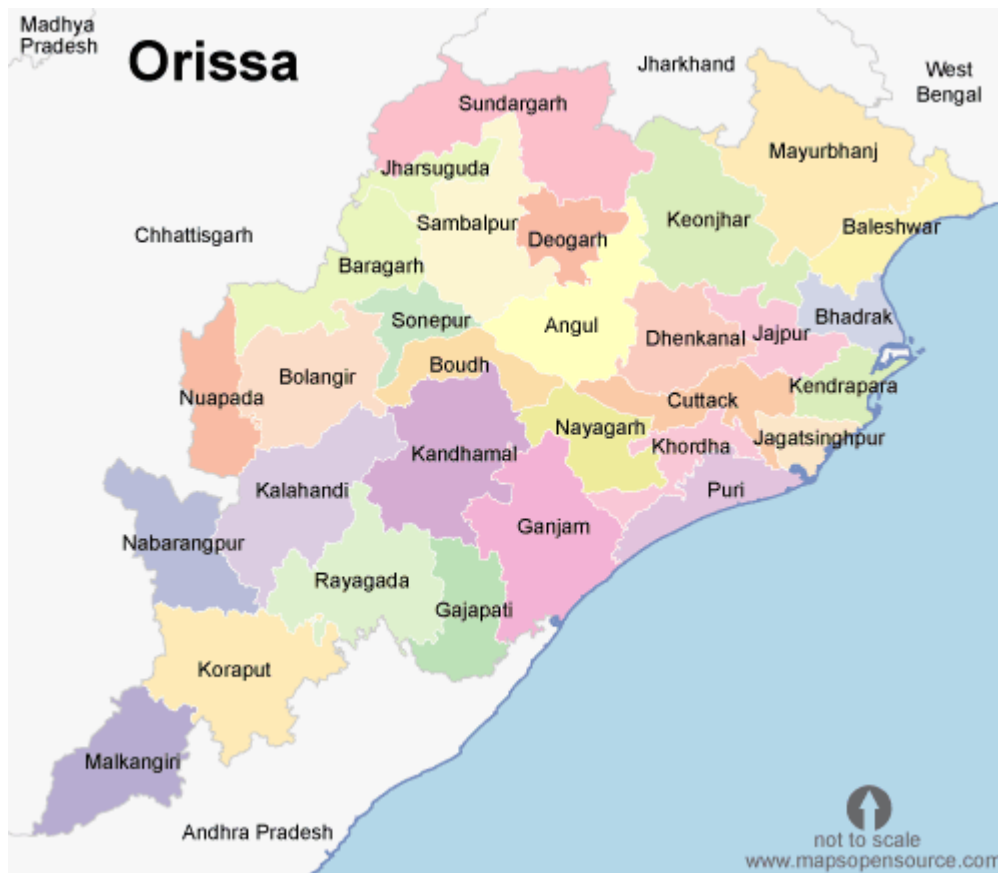 Madhya
Pradesh
Orissa
Jharkhand
West
Bengal
Sundargarh
Mayurbhanj
Jharsuguda
Sambalpur
Keonjhar
Baleshwar
Chhattisgarh
Deogarh
Baragarh
Sonepur
Angul
Bhadrak
Dhenkanal
Jajpur
Boudh
Bolangir
Kendrapara
Nuapada
Cuttack
Nayagarh
Khordha
Jagatsinghpur
Kandhamal
Kalahandi
Puri
Ganjam
Nabarangpur
Rayagada
Gajapati
Koraput
Malkangiri
Andhra Pradesh
not to scale
www.mapsopensource.com